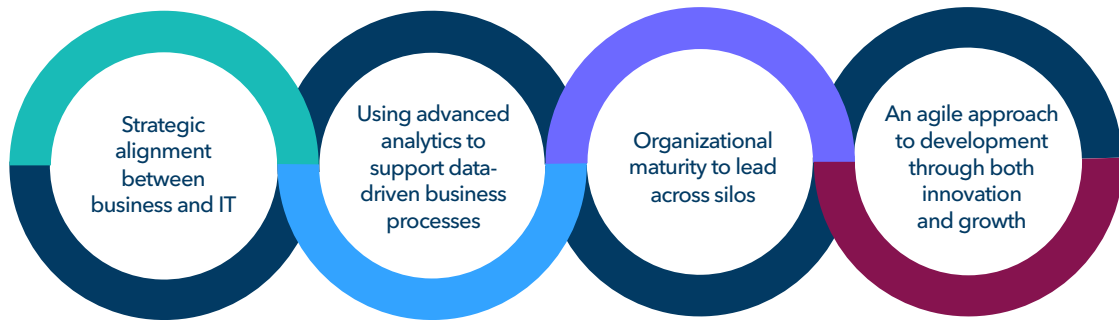 Strategic
alignment
between
business and IT
Using advanced
analytics to
support data-
driven business
processes
Organizational
maturity to lead
across silos
An agile approach
to development
through both
innovation
and growth